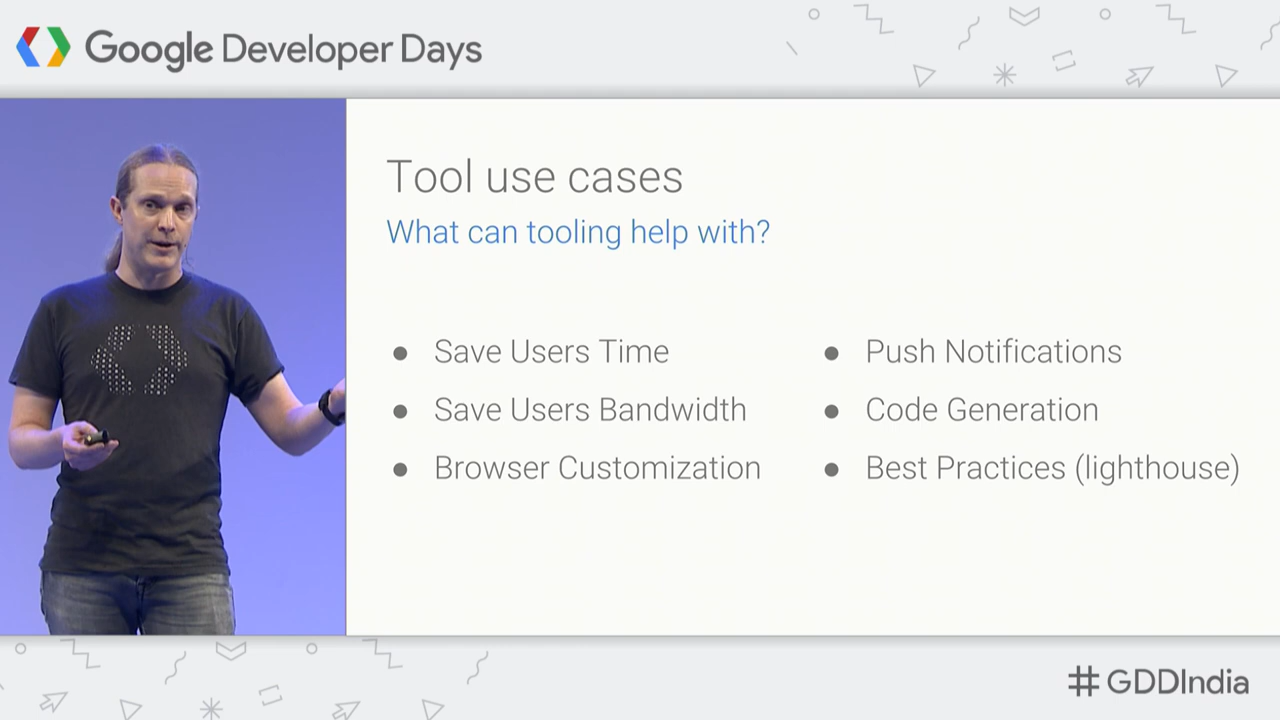 Google Developer Days
Tool use cases
What can tooling help with?
● Save Users Time
● Save Users Bandwidth
● Browser Customization
● Push Notifications
● Code Generation
● Best Practices (lighthouse)
#GDDIndia